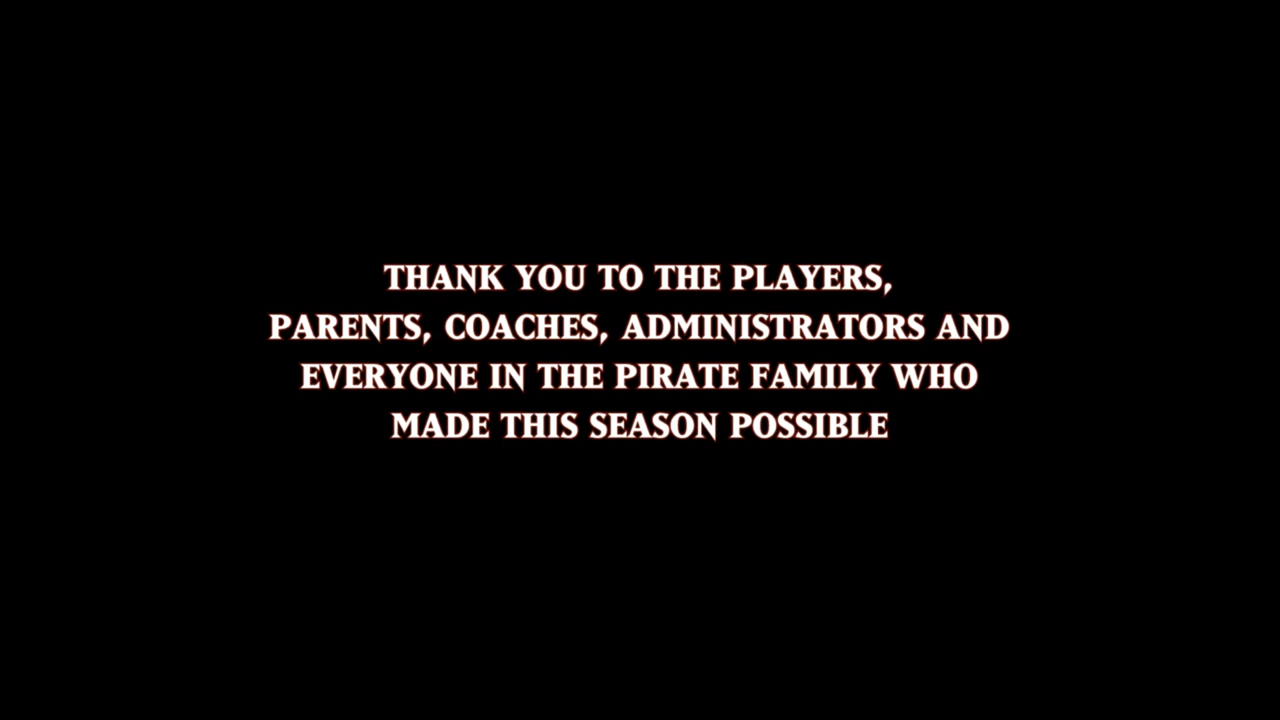 THANK YOU TO THE PLAYERS,
PARENTS, COACHES, ADMINISTRATORS AND
EVERYONE IN THE PIRATE FAMILY WHO
MADE THIS SEASON POSSIBLE